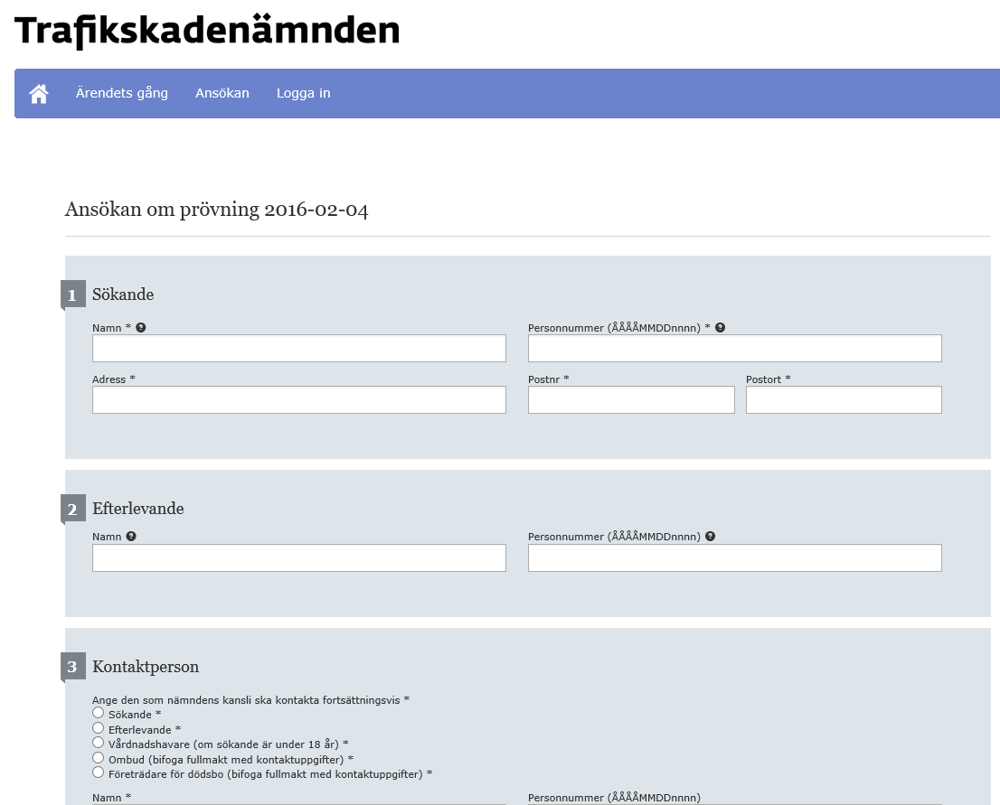 Trafikskadenämnden
Ärendets gång Ansökan Logga in
Ansökan om prövning 2016-02-04
1 Sökande
Namn * ? Personnummer (ÅÅÅÅMMDDnnnn) * ?
Adress * Postnr * Postort *
2 Efterlevande
Namn ? Personnummer (ÅÅÅÅMMDDnnnn) ?
3 Kontaktperson
Ange den som nämndens kansli ska kontakta fortsättningsvis *
Sökande *
Efterlevande *
Vårdnadshavare (om sökande är under 18 år) *
Ombud (bifoga fullmakt med kontaktuppgifter) *
Företrädare för dödsbo (bifoga fullmakt med kontaktuppgifter) *
Namn * Personnummer (ÅÅÅÅMMDDnnnn)